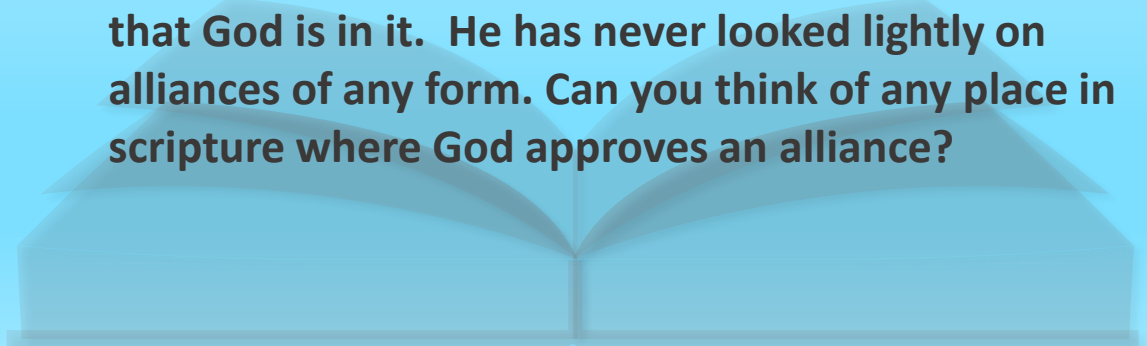 that God is in it.  He has never looked lightly on
alliances of any form. Can you think of any place in
scripture where God approves an alliance?